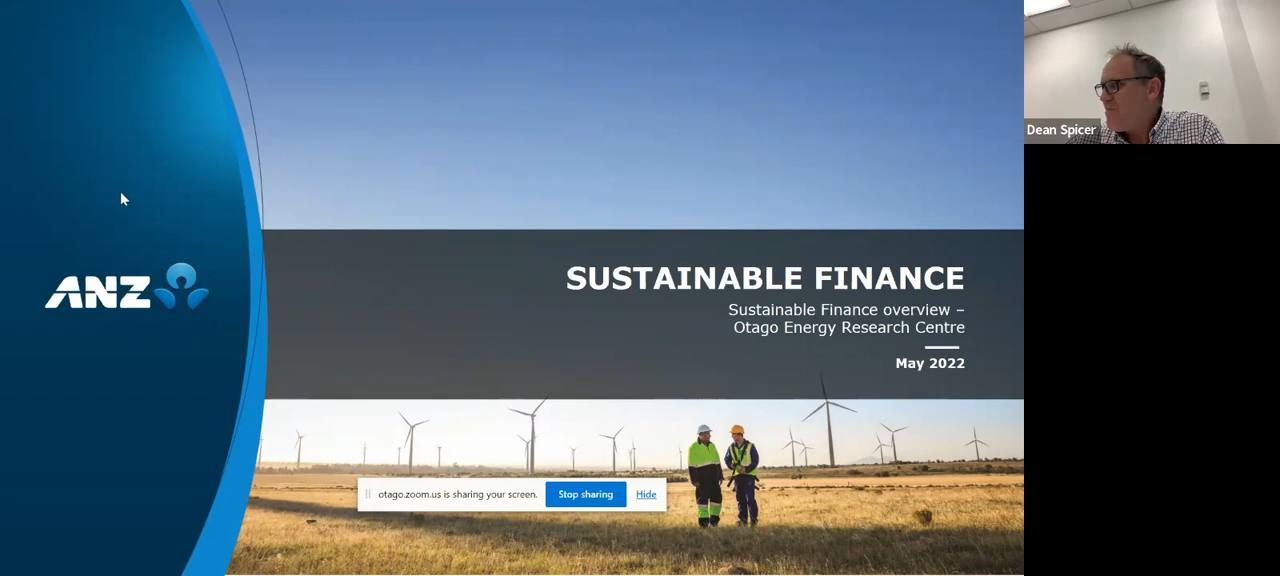 ANZ
SUSTAINABLE FINANCE
Sustainable Finance overview –
Otago Energy Research Centre
May 2022
otago.zoom.us is sharing your screen.
Stop sharing
Hide
Dean Spicer